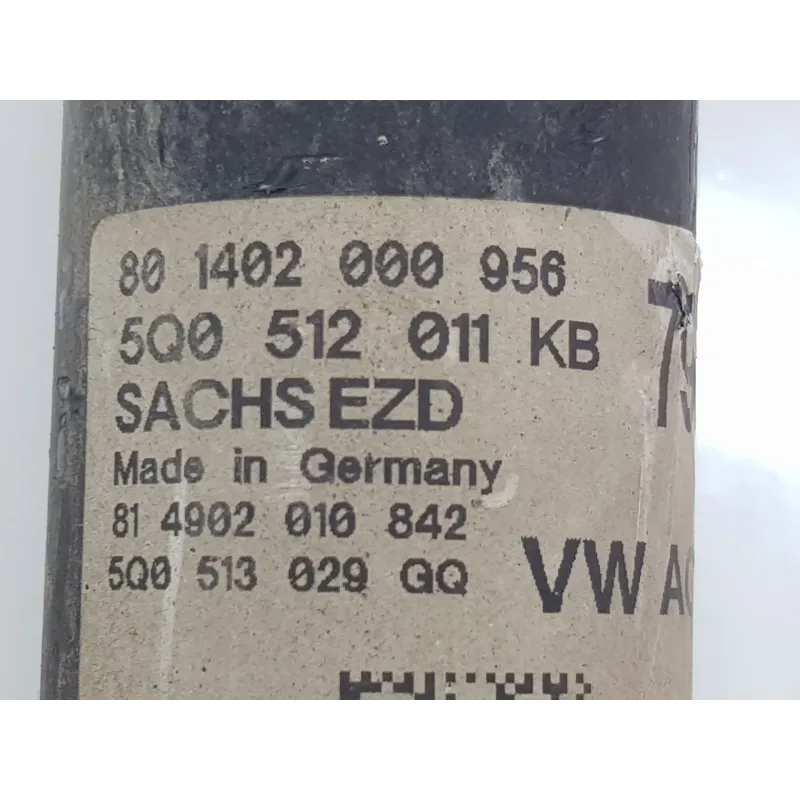 80 1402 000 956
5Q0 512 011 KB
SACHS EZD
Made in Germany
81 4902 010 842
5Q0 513 029 GQ
VW AG